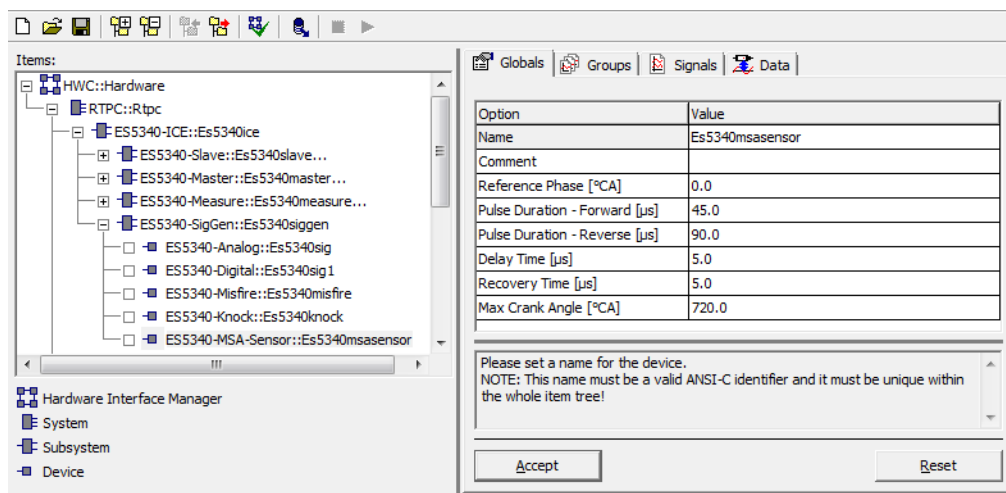 Items:
HWC::Hardware
RTPC::Rtpc
ES5340-ICE::Es5340ice
ES5340-Slave::Es5340slave...
ES5340-Master::Es5340master...
ES5340-Measure::Es5340measure...
ES5340-SigGen::Es5340siggen
ES5340-Analog::Es5340sig
ES5340-Digital::Es5340sig1
ES5340-Misfire::Es5340misfire
ES5340-Knock::Es5340knock
ES5340-MSA-Sensor::Es5340msasensor
Hardware Interface Manager
System
Subsystem
Device
Globals Groups Signals Data
Option Value
Name Es5340msasensor
Comment
Reference Phase [°CA] 0.0
Pulse Duration - Forward [µs] 45.0
Pulse Duration - Reverse [µs] 90.0
Delay Time [µs] 5.0
Recovery Time [µs] 5.0
Max Crank Angle [°CA] 720.0
Please set a name for the device.
NOTE: This name must be a valid ANSI-C identifier and it must be unique within
the whole item tree!
Accept Reset